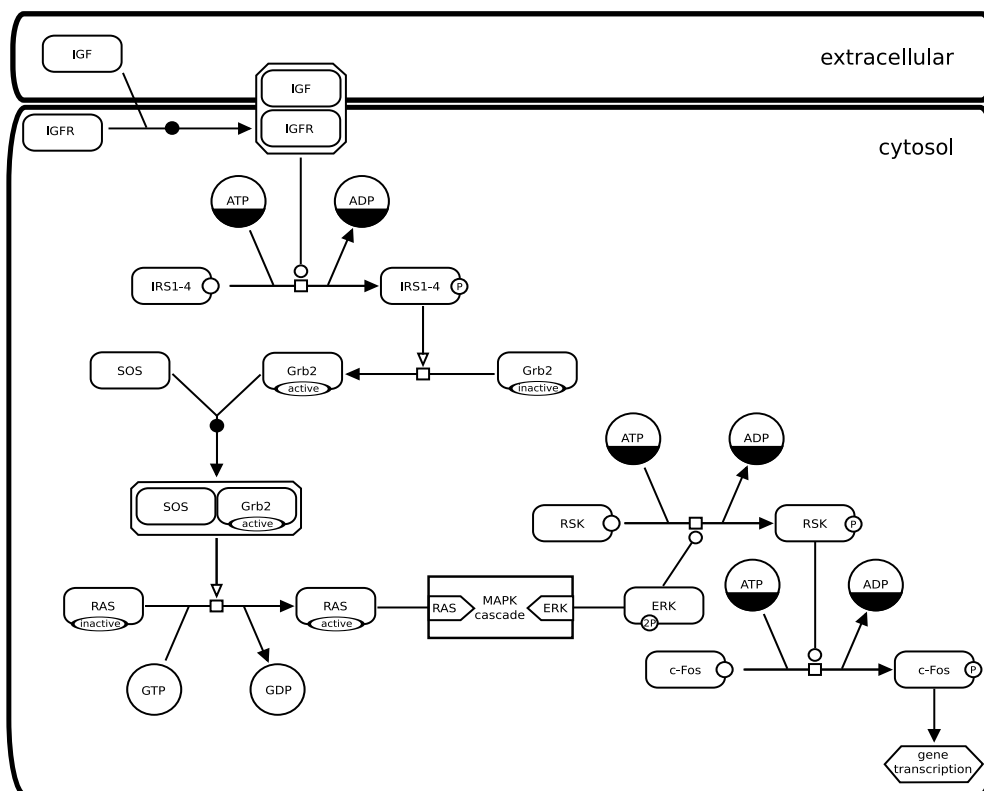 IGF
extracellular
IGF
IGFR
IGFR
cytosol
ATP
ADP
IRS1-4
IRS1-4
P
SOS
Grb2
active
Grb2
inactive
ATP
ADP
SOS
Grb2
active
RSK
RSK
P
ATP
ADP
RAS
inactive
RAS
active
RAS
MAPK
cascade
ERK
ERK
2P
GTP
GDP
c-Fos
c-Fos
P
gene
transcription